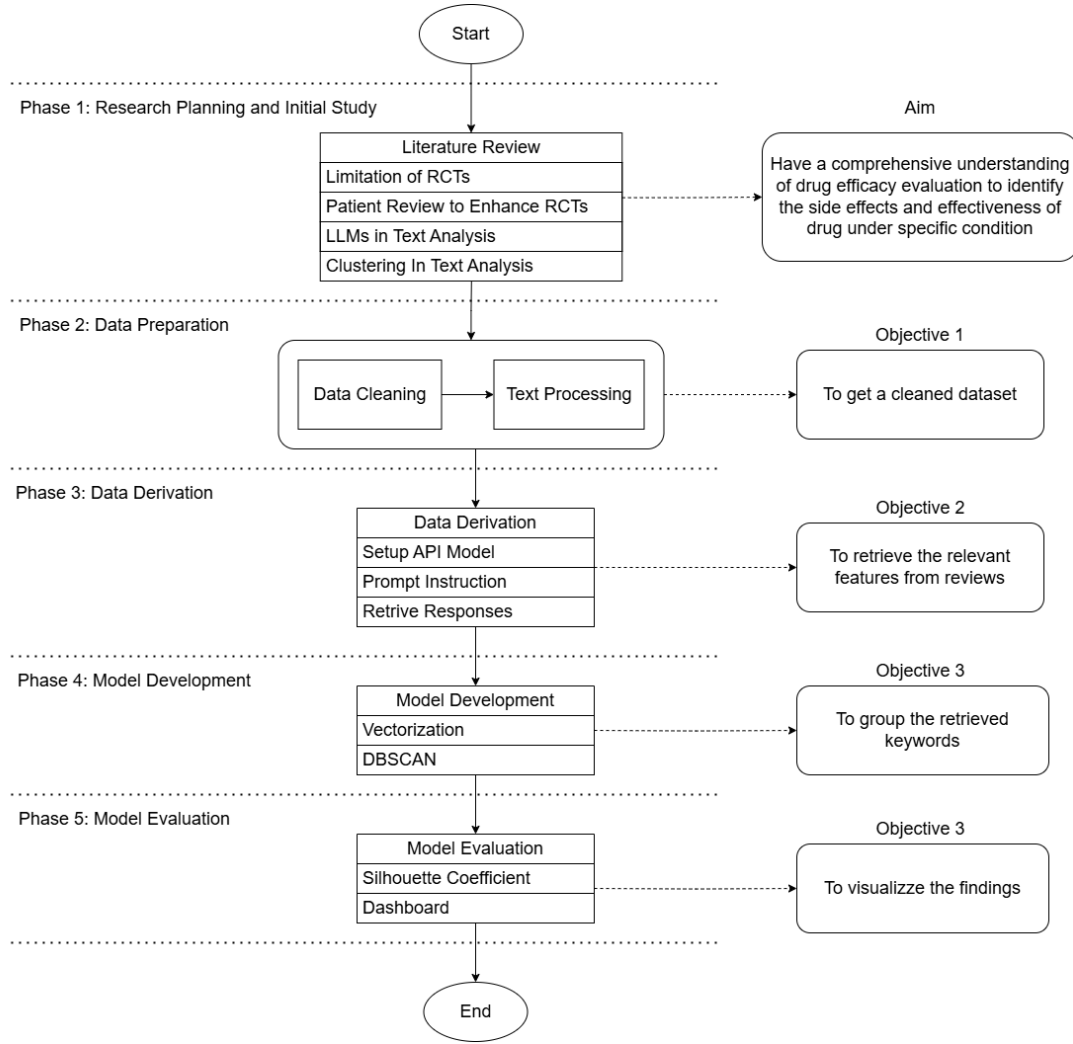 Start
Phase 1: Research Planning and Initial Study
Aim
Literature Review
Limitation of RCTs
Patient Review to Enhance RCTs
LLMs in Text Analysis
Clustering In Text Analysis
Have a comprehensive understanding
of drug efficacy evaluation to identify
the side effects and effectiveness of
drug under specific condition
Phase 2: Data Preparation
Objective 1
Data Cleaning
Text Processing
To get a cleaned dataset
Phase 3: Data Derivation
Objective 2
Data Derivation
Setup API Model
Prompt Instruction
Retrive Responses
To retrieve the relevant
features from reviews
Phase 4: Model Development
Objective 3
Model Development
Vectorization
DBSCAN
To group the retrieved
keywords
Phase 5: Model Evaluation
Objective 3
Model Evaluation
Silhouette Coefficient
Dashboard
To visualizze the findings
End